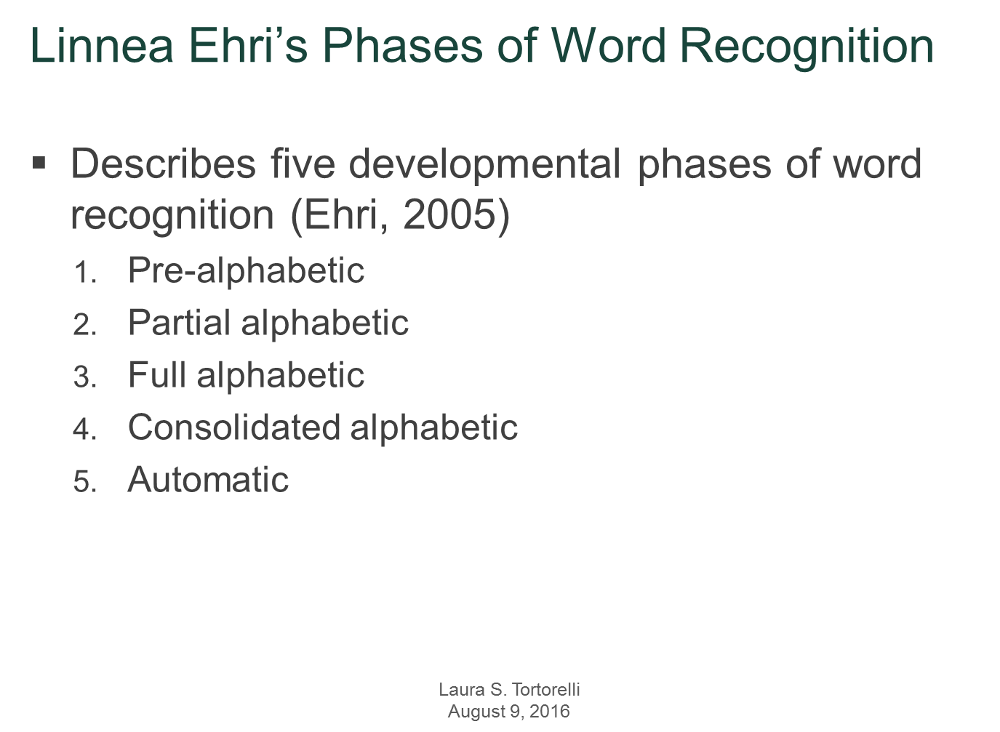 Linnea Ehri’s Phases of Word Recognition
▪ Describes five developmental phases of word
recognition (Ehri, 2005)
1. Pre-alphabetic
2. Partial alphabetic
3. Full alphabetic
4. Consolidated alphabetic
5. Automatic
Laura S. Tortorelli
August 9, 2016